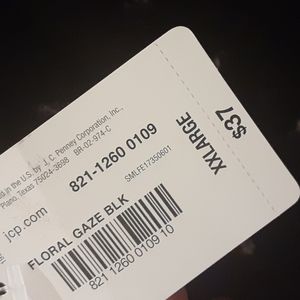 in the U.S. by J. C. Penney Corporation, Inc.,
Plano, Texas 75024-3698 BR-02-974-C
jcp.com
821-1260 0109
SMLFE17350601
FLORAL GAZE BLK
821 1260 0109 10
XXLARGE
$37